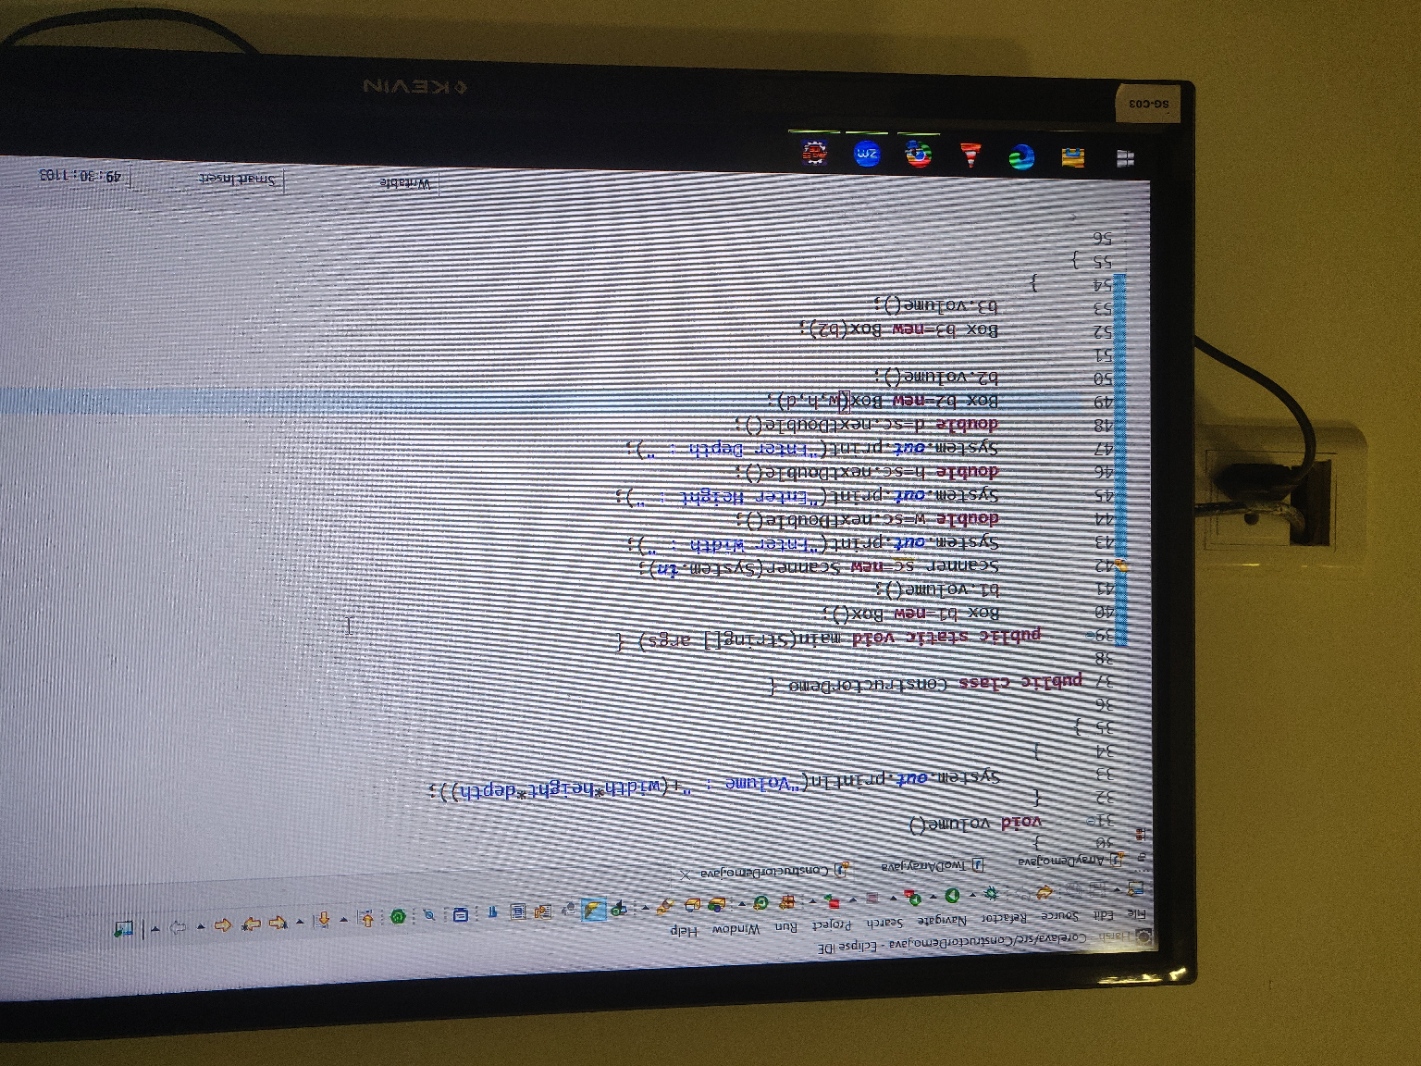 Harsh - CoreJava/src/ConstructorDemo.java - Eclipse IDE
File Edit Source Refactor Navigate Search Project Run Window Help
ArrayDemo.java TwoDArray.java ConstructorDemo.java
30 }
31 void volume()
32 {
33 System.out.println("Volume : "+(width*height*depth));
34 }
35 }
36
37 public class ConstructorDemo {
38
39 public static void main(String[] args) {
40 Box b1=new Box();
41 b1.volume();
42 Scanner sc=new Scanner(System.in);
43 System.out.print("Enter Width : ");
44 double w=sc.nextDouble();
45 System.out.print("Enter Height : ");
46 double h=sc.nextDouble();
47 System.out.print("Enter Depth : ");
48 double d=sc.nextDouble();
49 Box b2=new Box(w,h,d);
50 b2.volume();
51
52 Box b3=new Box(b2);
53 b3.volume();
54 }
55 }
56
Writable Smart Insert 49 : 30 : 1103
zm
SG-C03
KEVIN